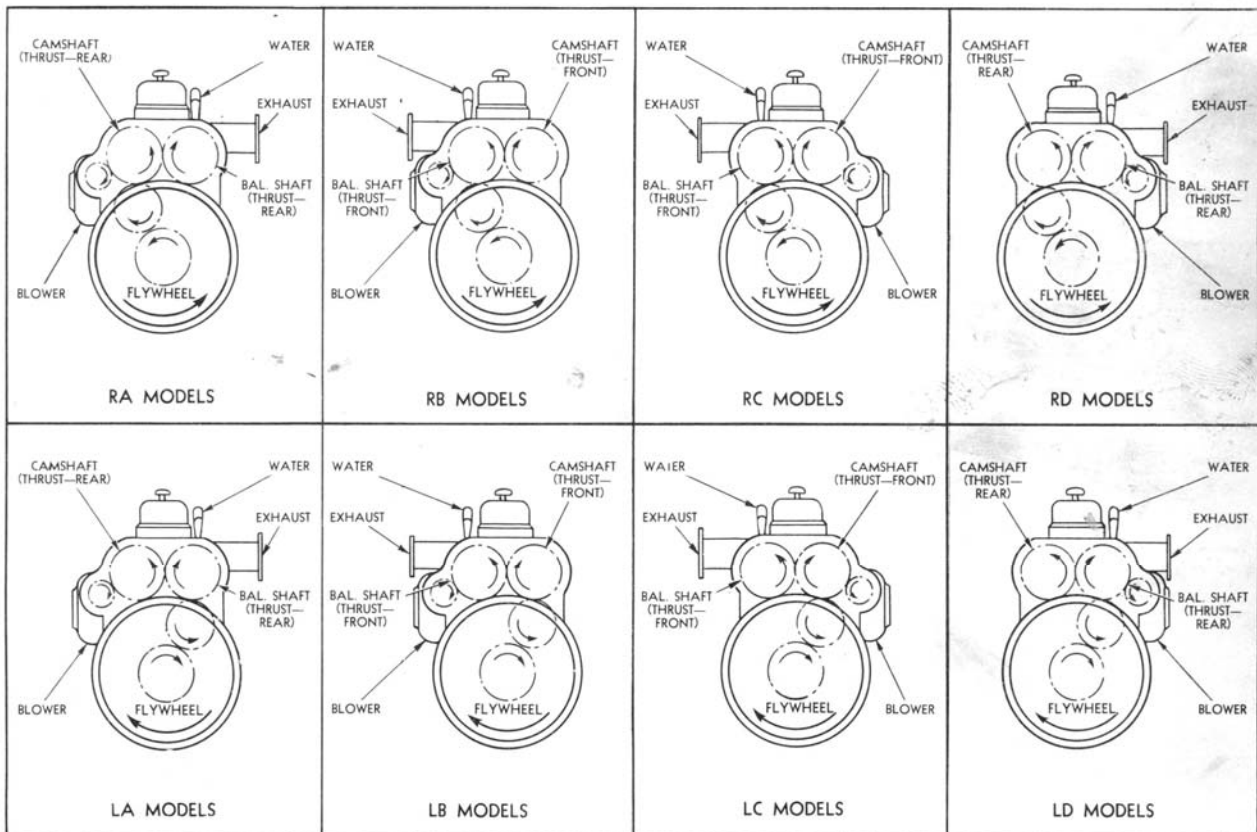 CAMSHAFT
(THRUST—REAR)
WATER
EXHAUST
BAL. SHAFT
(THRUST—
REAR)
BLOWER
FLYWHEEL
RA MODELS
WATER
CAMSHAFT
(THRUST—
FRONT)
EXHAUST
BAL. SHAFT
(THRUST—
FRONT)
BLOWER
FLYWHEEL
RB MODELS
WATER
CAMSHAFT
(THRUST—FRONT)
EXHAUST
BAL. SHAFT
(THRUST—
FRONT)
BLOWER
FLYWHEEL
RC MODELS
CAMSHAFT
(THRUST—
REAR)
WATER
EXHAUST
BAL. SHAFT
(THRUST—
REAR)
BLOWER
FLYWHEEL
RD MODELS
CAMSHAFT
(THRUST—REAR)
WATER
EXHAUST
BAL. SHAFT
(THRUST—
REAR)
BLOWER
FLYWHEEL
LA MODELS
WATER
CAMSHAFT
(THRUST—
FRONT)
EXHAUST
BAL. SHAFT
(THRUST—
FRONT)
BLOWER
FLYWHEEL
LB MODELS
WATER
CAMSHAFT
(THRUST—FRONT)
EXHAUST
BAL. SHAFT
(THRUST—
FRONT)
BLOWER
FLYWHEEL
LC MODELS
CAMSHAFT
(THRUST—
REAR)
WATER
EXHAUST
BAL. SHAFT
(THRUST—
REAR)
BLOWER
FLYWHEEL
LD MODELS